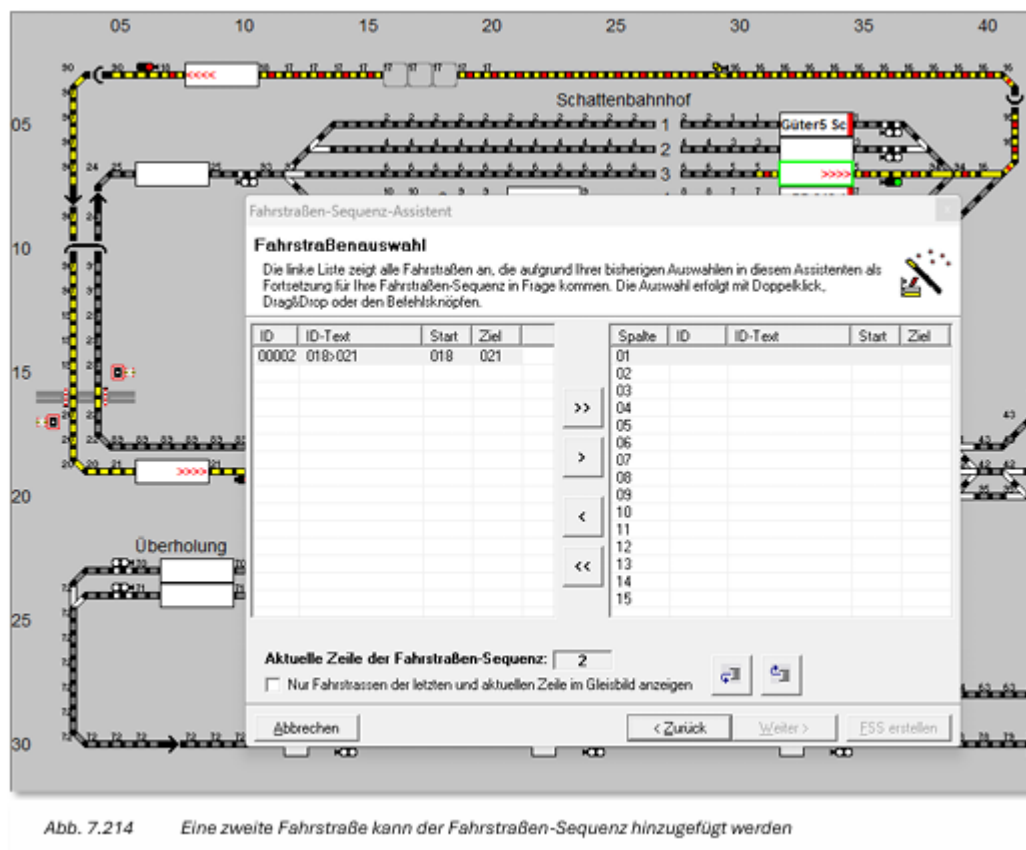 05 10 15 20 25 30 35 40
Schattenbahnhof
05
1
Güter5 Sc
2
3
>>>>
<<<<
Fahrstraßen-Sequenz-Assistent
Fahrstraßenauswahl
10
Die linke Liste zeigt alle Fahrstraßen an, die aufgrund Ihrer bisherigen Auswahlen in diesem Assistenten als
Fortsetzung für Ihre Fahrstraßen-Sequenz in Frage kommen. Die Auswahl erfolgt mit Doppelklick,
Drag&Drop oder den Befehlsknöpfen.
ID ID-Text Start Ziel
00002 018>021 018 021
Spalte ID ID-Text Start Ziel
01
02
03
04
05
06
07
08
09
10
11
12
13
14
15
>>
>
<
<<
15
20
>>>>
Überholung
25
30
Aktuelle Zeile der Fahrstraßen-Sequenz: 2
Nur Fahrstrassen der letzten und aktuellen Zeile im Gleisbild anzeigen
Abbrechen
< Zurück
Weiter >
FSS erstellen
Abb. 7.214 Eine zweite Fahrstraße kann der Fahrstraßen-Sequenz hinzugefügt werden